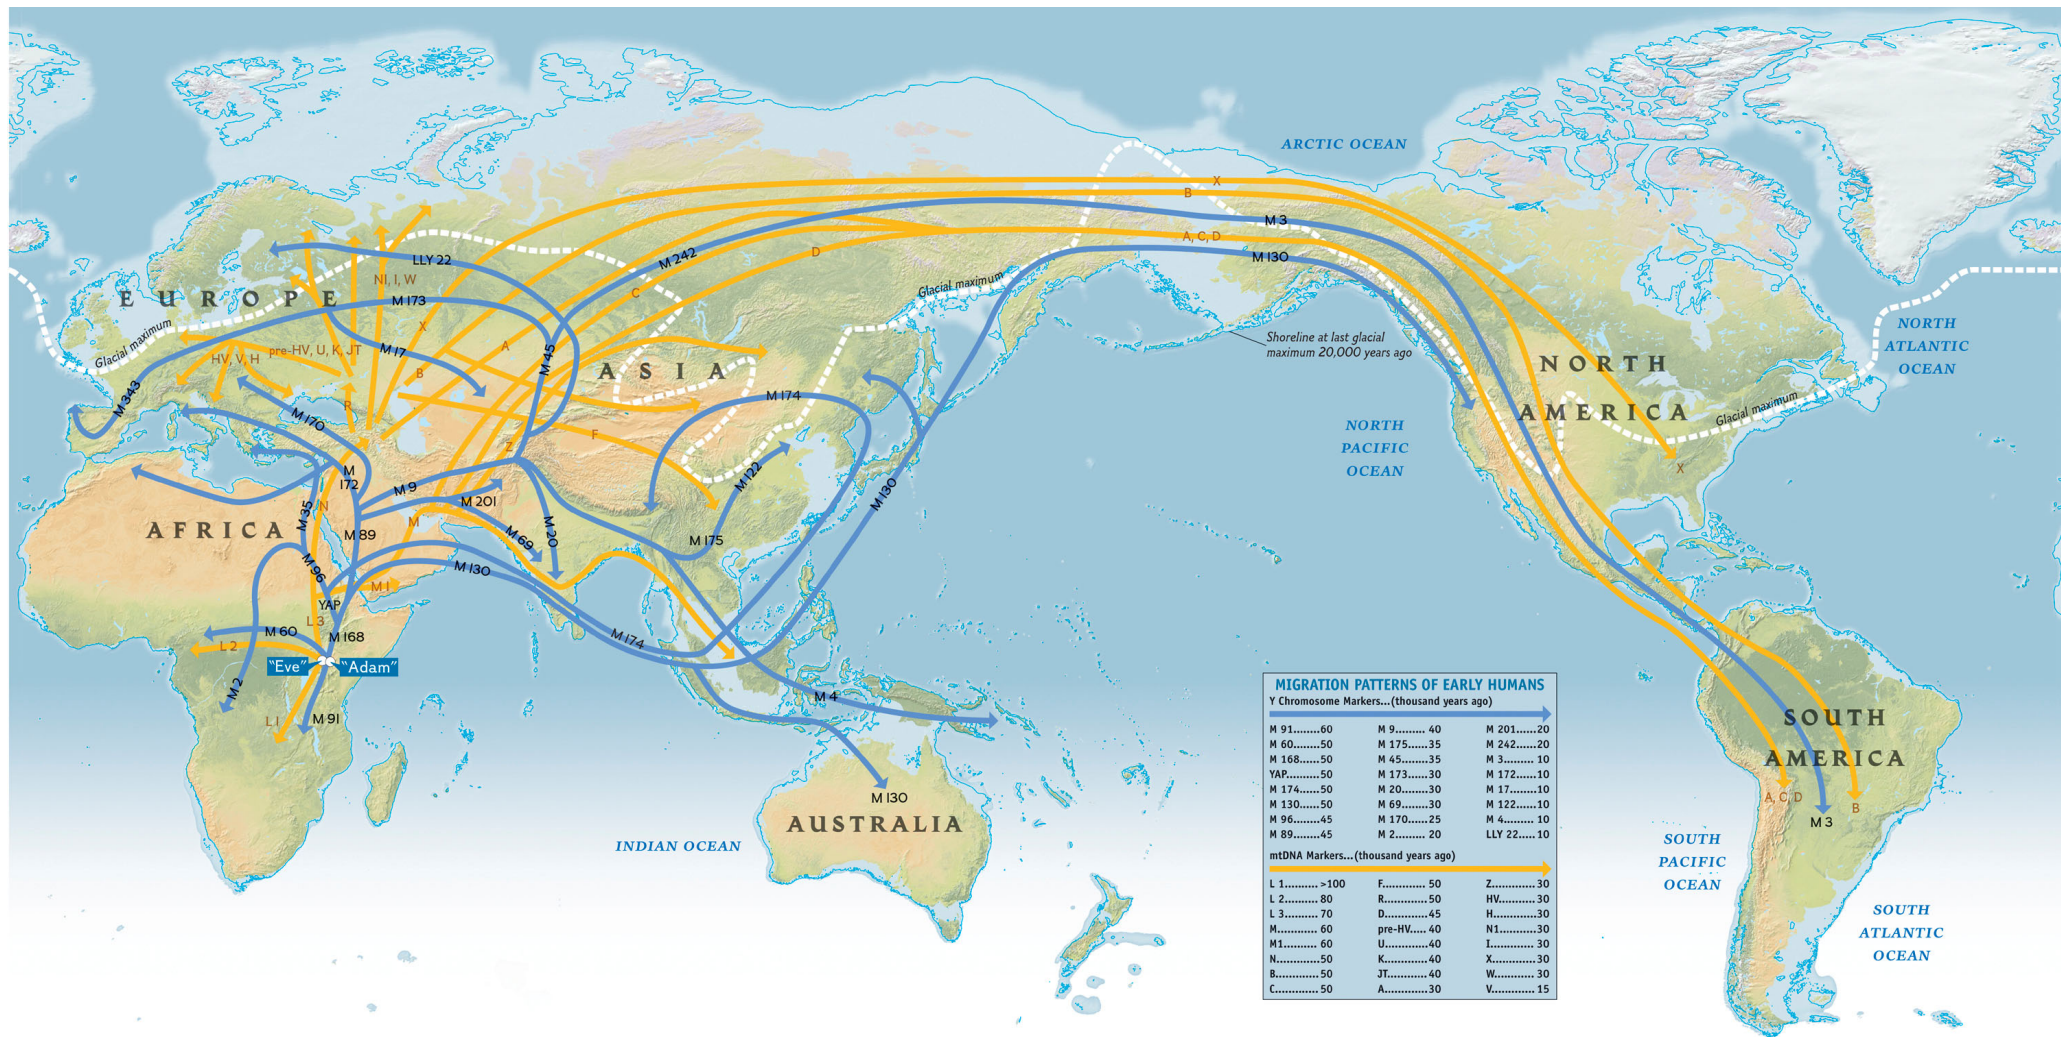 ARCTIC OCEAN
X
B
M 3
A, C, D
M 130
D
M 242
LLY 22
C
NI, I, W
EUROPE
M 173
Glacial maximum
Glacial maximum
X
A
M 17
HV, V, H
pre-HV, U, K, JT
B
M 45
ASIA
M 343
R
M 170
M 174
F
Z
Shoreline at last glacial
maximum 20,000 years ago
NORTH
AMERICA
Glacial maximum
X
NORTH
ATLANTIC
OCEAN
NORTH
PACIFIC
OCEAN
M
172
M 9
M 201
M 122
M 130
N
M 35
M
AFRICA
M 89
M 69
M 20
M 175
M 96
M 130
M 1
YAP
L 3
M 60
M 168
M 174
L 2
"Eve"
"Adam"
M 2
M 4
L 1
M 91
M 130
AUSTRALIA
INDIAN OCEAN
SOUTH
AMERICA
A, C, D
B
M 3
SOUTH
PACIFIC
OCEAN
SOUTH
ATLANTIC
OCEAN
MIGRATION PATTERNS OF EARLY HUMANS
Y Chromosome Markers...(thousand years ago)
M 91........60 M 9......... 40 M 201......20
M 60........50 M 175......35 M 242......20
M 168......50 M 45........35 M 3.......... 10
YAP..........50 M 173......30 M 172......10
M 174......50 M 20........30 M 17........10
M 130......50 M 69........30 M 122......10
M 96........45 M 170......25 M 4.......... 10
M 89........45 M 2......... 20 LLY 22.....10
mtDNA Markers...(thousand years ago)
L 1.......... >100 F............. 50 Z.............30
L 2.......... 80 R.............50 HV...........30
L 3.......... 70 D.............45 H.............30
M............ 60 pre-HV..... 40 N1...........30
M1.......... 60 U.............40 I..............30
N.............50 K............. 40 X.............30
B............. 50 JT............40 W............30
C............. 50 A.............30 V............. 15